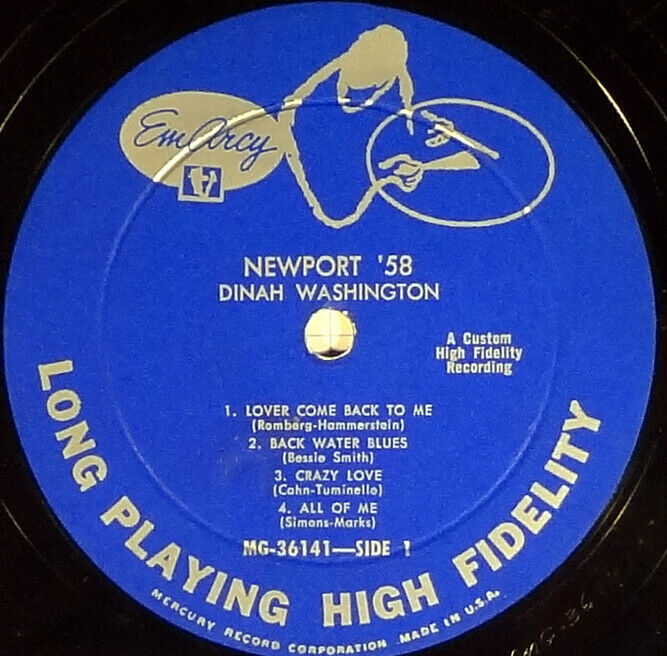 EmArcy
NEWPORT '58
DINAH WASHINGTON
A Custom
High Fidelity
Recording
1. LOVER COME BACK TO ME
(Romberg-Hammerstein)
2. BACK WATER BLUES
(Bessie Smith)
3. CRAZY LOVE
(Cahn-Tuminello)
4. ALL OF ME
(Simons-Marks)
MG-36141—SIDE 1
LONG PLAYING HIGH FIDELITY
MERCURY RECORD CORPORATION MADE IN U.S.A.